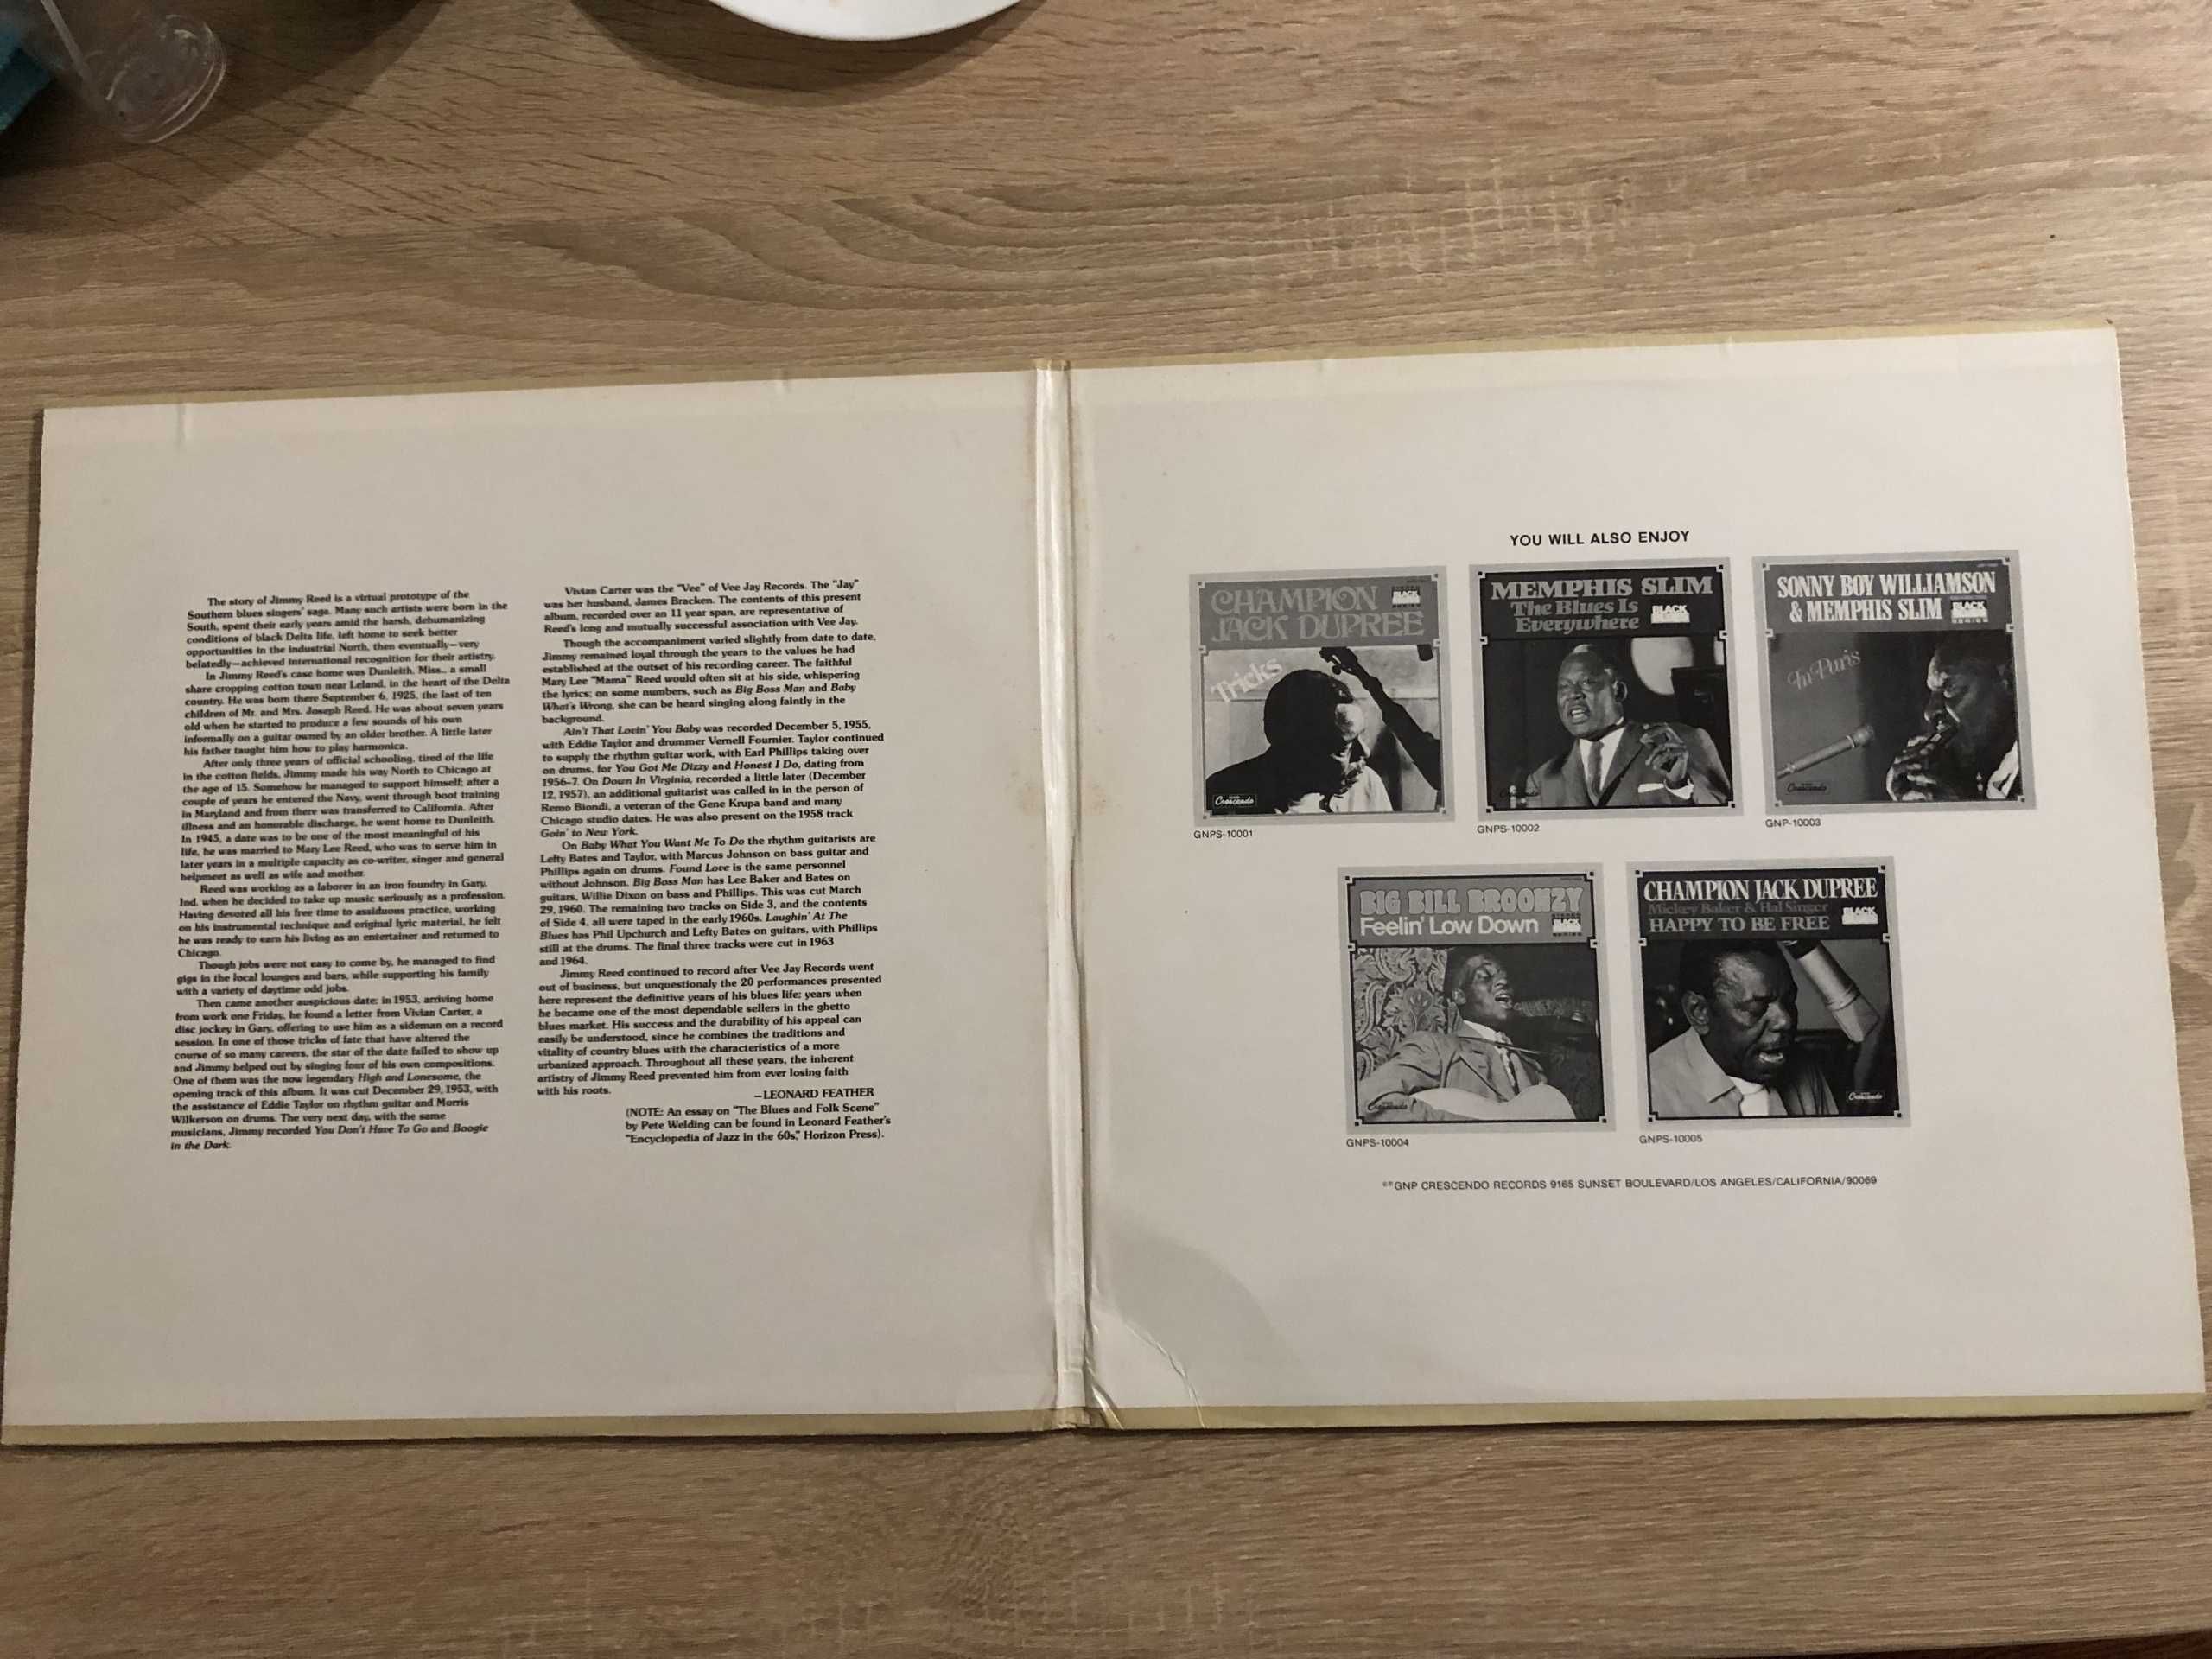 The story of Jimmy Reed is a virtual prototype of the
Southern blues singers' saga. Many such artists were born in the
South, spent their early years amid the harsh, dehumanizing
conditions of black Delta life, left home to seek better
opportunities in the industrial North, then eventually—very
belatedly—achieved international recognition for their artistry.
In Jimmy Reed's case home was Dunleith, Miss., a small
share cropping cotton town near Leland, in the heart of the Delta
country. He was born there September 6, 1925, the last of ten
children of Mr. and Mrs. Joseph Reed. He was about seven years
old when he started to produce a few sounds of his own
informally on a guitar owned by an older brother. A little later
his father taught him how to play harmonica.
After only three years of official schooling, tired of the life
in the cotton fields, Jimmy made his way North to Chicago at
the age of 15. Somehow he managed to support himself; after a
couple of years he entered the Navy, went through boot training
in Maryland and from there was transferred to California. After
illness and an honorable discharge, he went home to Dunleith.
In 1945, a date was to be one of the most meaningful of his
life, he was married to Mary Lee Reed, who was to serve him in
later years in a multiple capacity as co-writer, singer and general
helpmeet as well as wife and mother.
Reed was working as a laborer in an iron foundry in Gary,
Ind. when he decided to take up music seriously as a profession.
Having devoted all his free time to assiduous practice, working
on his instrumental technique and original lyric material, he felt
he was ready to earn his living as an entertainer and returned to
Chicago.
Though jobs were not easy to come by, he managed to find
gigs in the local lounges and bars, while supporting his family
with a variety of daytime odd jobs.
Then came another auspicious date: in 1953, arriving home
from work one Friday, he found a letter from Vivian Carter, a
disc jockey in Gary, offering to use him as a sideman on a record
session. In one of those tricks of fate that have altered the
course of so many careers, the star of the date failed to show up
and Jimmy helped out by singing four of his own compositions.
One of them was the now legendary High and Lonesome, the
opening track of this album. It was cut December 29, 1953, with
the assistance of Eddie Taylor on rhythm guitar and Morris
Wilkerson on drums. The very next day, with the same
musicians, Jimmy recorded You Don't Have To Go and Boogie
in the Dark.
Vivian Carter was the "Vee" of Vee Jay Records. The "Jay"
was her husband, James Bracken. The contents of this present
album, recorded over an 11 year span, are representative of
Reed's long and mutually successful association with Vee Jay.
Though the accompaniment varied slightly from date to date,
Jimmy remained loyal through the years to the values he had
established at the outset of his recording career. The faithful
Mary Lee "Mama" Reed would often sit at his side, whispering
the lyrics; on some numbers, such as Big Boss Man and Baby
What's Wrong, she can be heard singing along faintly in the
background.
Ain't That Lovin' You Baby was recorded December 5, 1955,
with Eddie Taylor and drummer Vernell Fournier. Taylor continued
to supply the rhythm guitar work, with Earl Phillips taking over
on drums, for You Got Me Dizzy and Honest I Do, dating from
1956-7. On Down In Virginia, recorded a little later (December
12, 1957), an additional guitarist was called in in the person of
Remo Biondi, a veteran of the Gene Krupa band and many
Chicago studio dates. He was also present on the 1958 track
Goin' to New York.
On Baby What You Want Me To Do the rhythm guitarists are
Lefty Bates and Taylor, with Marcus Johnson on bass guitar and
Phillips again on drums. Found Love is the same personnel
without Johnson. Big Boss Man has Lee Baker and Bates on
guitars, Willie Dixon on bass and Phillips. This was cut March
29, 1960. The remaining two tracks on Side 3, and the contents
of Side 4, all were taped in the early 1960s. Laughin' At The
Blues has Phil Upchurch and Lefty Bates on guitars, with Phillips
still at the drums. The final three tracks were cut in 1963
and 1964.
Jimmy Reed continued to record after Vee Jay Records went
out of business, but unquestionaly the 20 performances presented
here represent the definitive years of his blues life; years when
he became one of the most dependable sellers in the ghetto
blues market. His success and the durability of his appeal can
easily be understood, since he combines the traditions and
vitality of country blues with the characteristics of a more
urbanized approach. Throughout all these years, the inherent
artistry of Jimmy Reed prevented him from ever losing faith
with his roots.
—LEONARD FEATHER
(NOTE: An essay on "The Blues and Folk Scene"
by Pete Welding can be found in Leonard Feather's
"Encyclopedia of Jazz in the 60s," Horizon Press).
YOU WILL ALSO ENJOY
CHAMPION
JACK DUPREE
Tricks
Crescendo
GNPS-10001
MEMPHIS SLIM
The Blues Is
Everywhere
BLACK
GNPS-10002
SONNY BOY WILLIAMSON
& MEMPHIS SLIM
BLACK
In Paris
Crescendo
GNP-10003
BIG BILL BROONZY
Feelin' Low Down
BLACK
Crescendo
GNPS-10004
CHAMPION JACK DUPREE
Mickey Baker & Hal Singer
HAPPY TO BE FREE
BLACK
Crescendo
GNPS-10005
GNP CRESCENDO RECORDS 9165 SUNSET BOULEVARD/LOS ANGELES/CALIFORNIA/90069